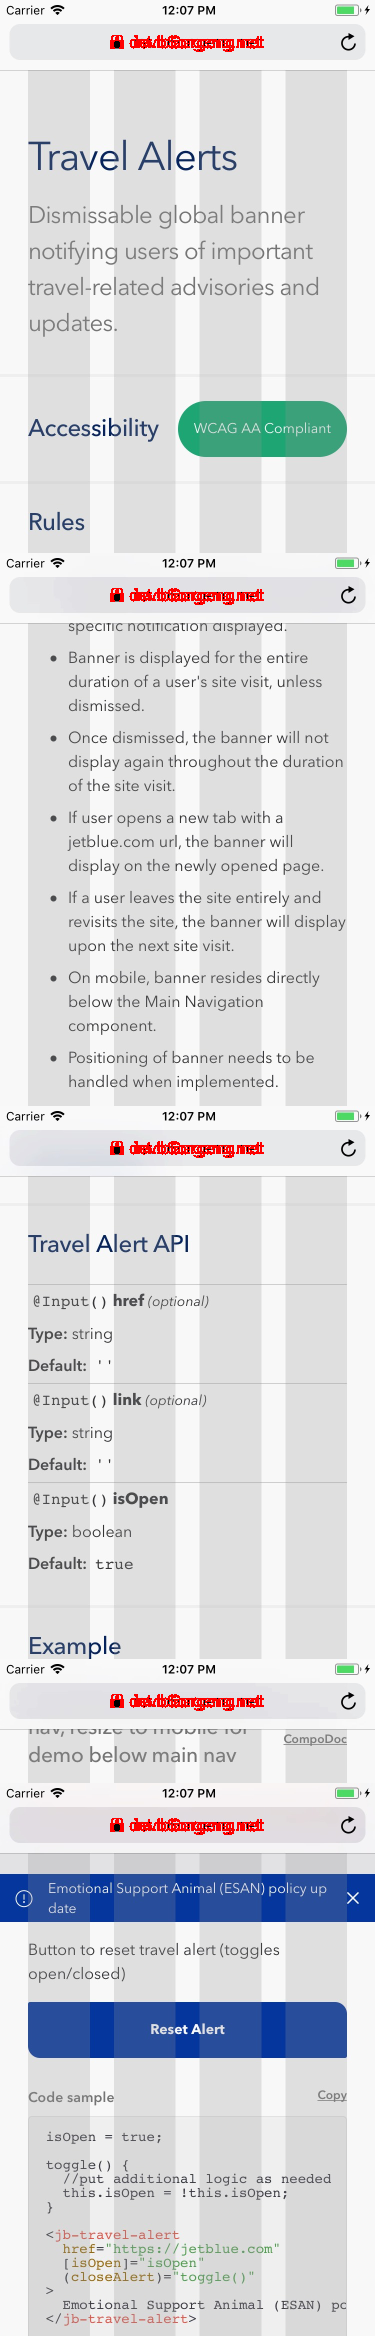 Carrier 12:07 PM
Travel Alerts
Dismissable global banner
notifying users of important
travel-related advisories and
updates.
Accessibility WCAG AA Compliant
Rules
Carrier 12:07 PM
specific notification displayed.
• Banner is displayed for the entire
duration of a user's site visit, unless
dismissed.
• Once dismissed, the banner will not
display again throughout the duration
of the site visit.
• If user opens a new tab with a
jetblue.com url, the banner will
display on the newly opened page.
• If a user leaves the site entirely and
revisits the site, the banner will display
upon the next site visit.
• On mobile, banner resides directly
below the Main Navigation
component.
• Positioning of banner needs to be
handled when implemented.
Carrier 12:07 PM
Travel Alert API
@Input() href (optional)
Type: string
Default: ''
@Input() link (optional)
Type: string
Default: ''
@Input() isOpen
Type: boolean
Default: true
Example
Carrier 12:07 PM
nav, resize to mobile for
demo below main nav CompoDoc
Carrier 12:07 PM
Emotional Support Animal (ESAN) policy up
date
Button to reset travel alert (toggles
open/closed)
Reset Alert
Code sample Copy
isOpen = true;
toggle() {
//put additional logic as needed
this.isOpen = !this.isOpen;
}
<jb-travel-alert
href="https://jetblue.com"
[isOpen]="isOpen"
(closeAlert)="toggle()"
>
Emotional Support Animal (ESAN) po
</jb-travel-alert>